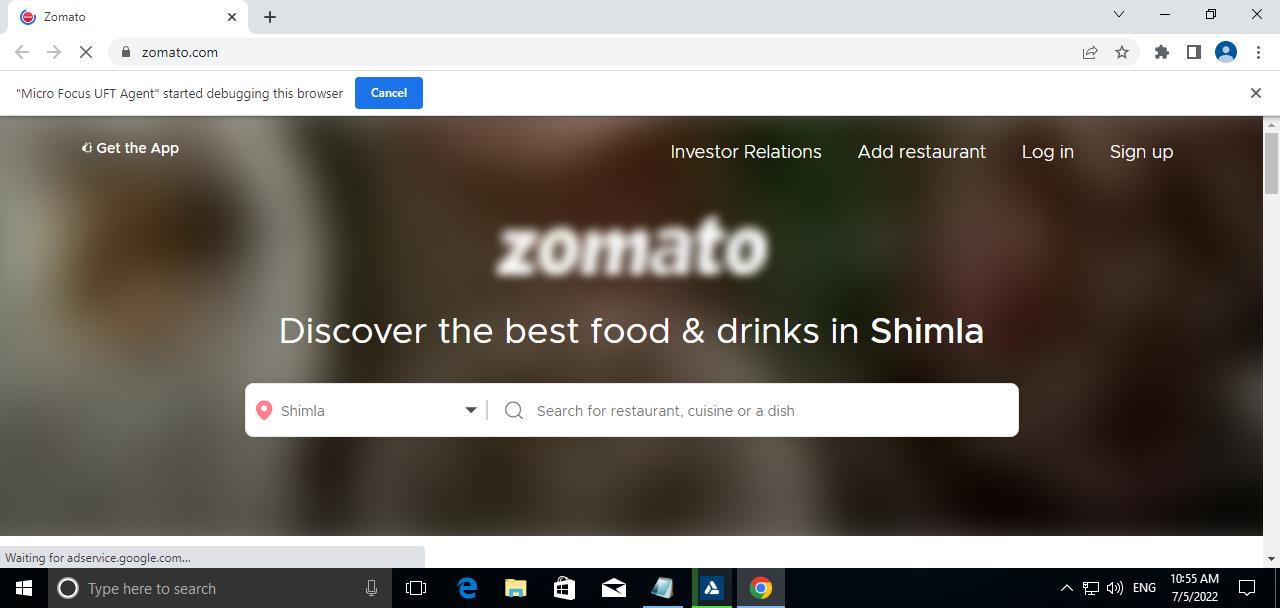 Zomato
zomato.com
"Micro Focus UFT Agent" started debugging this browser
Cancel
Get the App
Investor Relations
Add restaurant
Log in
Sign up
zomato
Discover the best food & drinks in Shimla
Shimla
Search for restaurant, cuisine or a dish
Waiting for adservice.google.com...
Type here to search
ENG
10:55 AM
7/5/2022